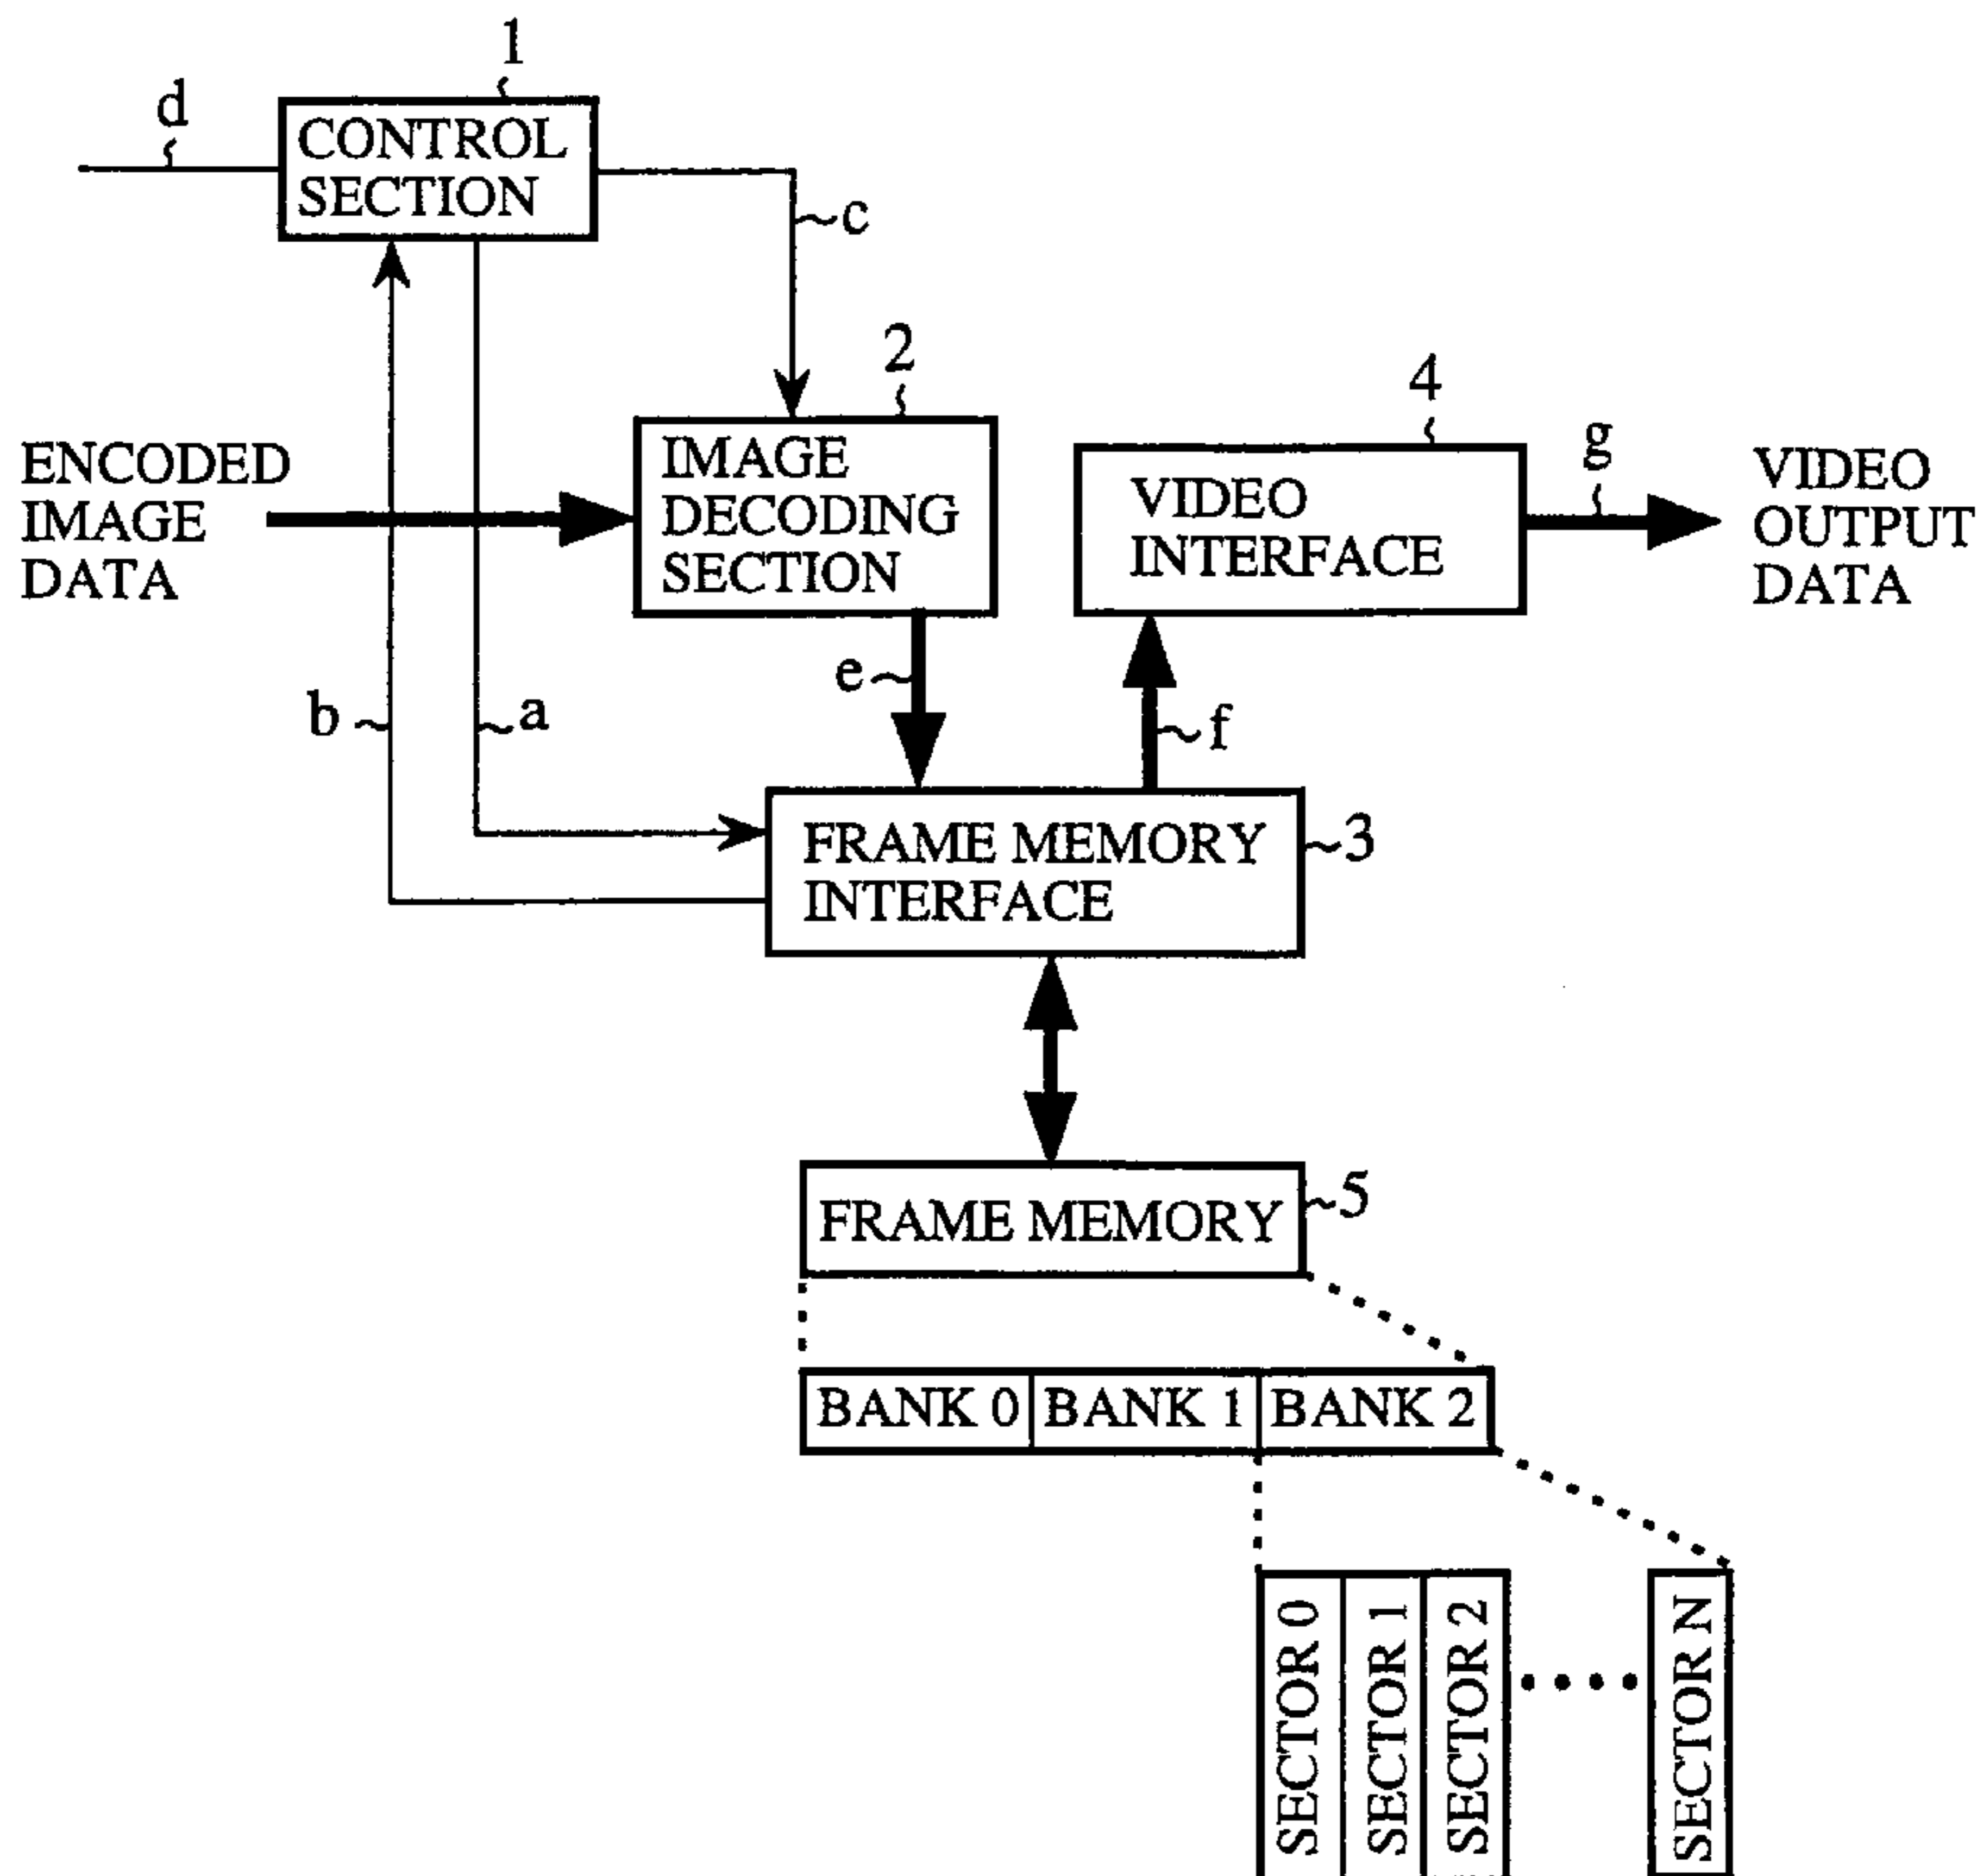 1
d
CONTROL
SECTION
c
2
4
g
ENCODED
IMAGE
DATA
IMAGE
DECODING
SECTION
VIDEO
INTERFACE
VIDEO
OUTPUT
DATA
e
b
a
f
FRAME MEMORY
INTERFACE
3
FRAME MEMORY
5
BANK 0
BANK 1
BANK 2
SECTOR 0
SECTOR 1
SECTOR 2
SECTOR N